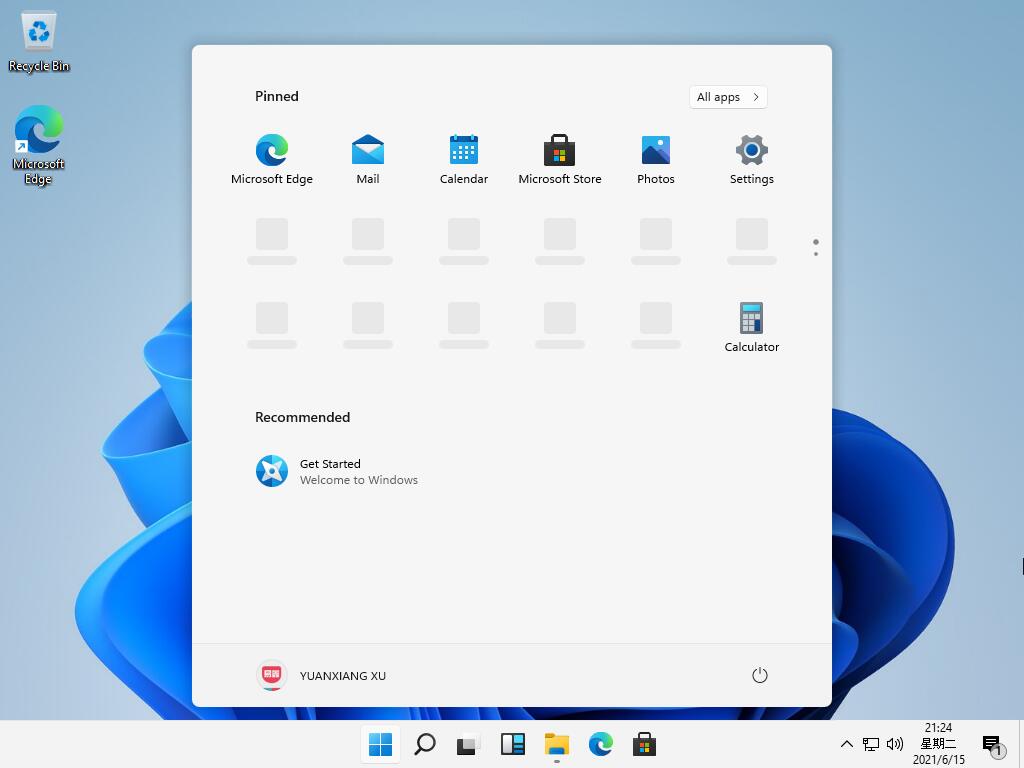 Recycle Bin
Microsoft
Edge
Pinned
All apps
Microsoft Edge
Mail
Calendar
Microsoft Store
Photos
Settings
Calculator
Recommended
Get Started
Welcome to Windows
YUANXIANG XU
21:24
星期二
2021/6/15
1